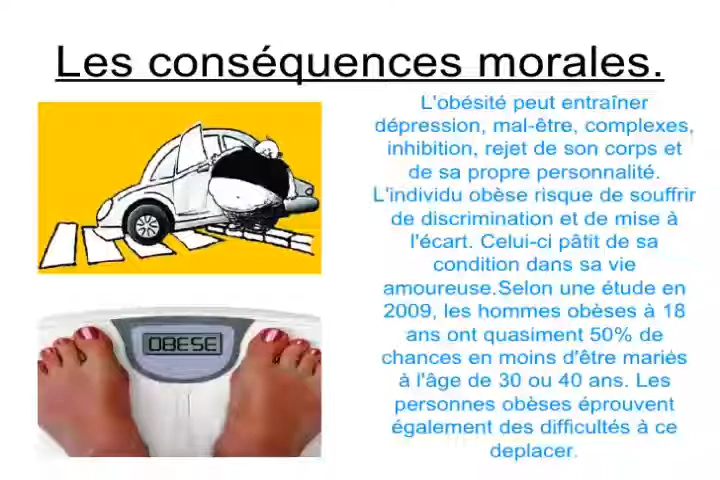 Les conséquences morales.
L'obésité peut entraîner
dépression, mal-être, complexes,
inhibition, rejet de son corps et
de sa propre personnalité.
L'individu obèse risque de souffrir
de discrimination et de mise à
l'écart. Celui-ci pâtit de sa
condition dans sa vie
amoureuse.Selon une étude en
2009, les hommes obèses à 18
ans ont quasiment 50% de
chances en moins d'être mariés
à l'âge de 30 ou 40 ans. Les
personnes obèses éprouvent
également des difficultés à ce
deplacer.
OBESE